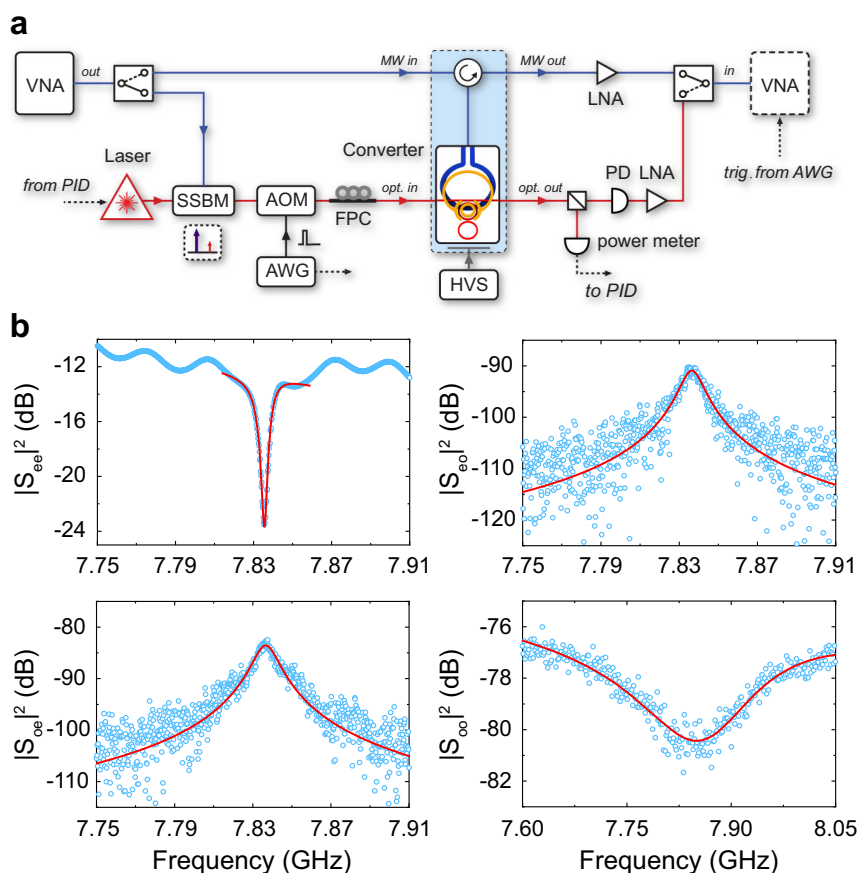 a
VNA
out
MW in
MW out
LNA
in
VNA
Converter
Laser
from PID
SSBM
AOM
FPC
opt. in
opt. out
PD LNA
trig. from AWG
AWG
HVS
power meter
to PID
b
|S_ee|² (dB)
-12
-16
-20
-24
7.75 7.79 7.83 7.87 7.91
|S_eo|² (dB)
-90
-100
-110
-120
7.75 7.79 7.83 7.87 7.91
|S_oe|² (dB)
-80
-90
-100
-110
7.75 7.79 7.83 7.87 7.91
Frequency (GHz)
|S_oo|² (dB)
-76
-78
-80
-82
7.60 7.75 7.90 8.05
Frequency (GHz)